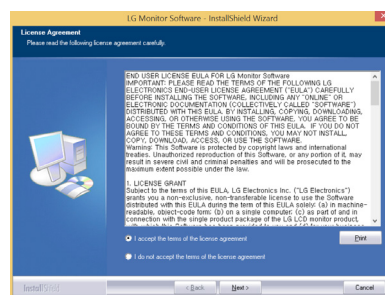 LG Monitor Software - InstallShield Wizard
License Agreement
Please read the following license agreement carefully.
END USER LICENSE EULA FOR LG Monitor Software
IMPORTANT: PLEASE READ THE TERMS OF THE FOLLOWING LG
ELECTRONICS END-USER LICENSE AGREEMENT ("EULA") CAREFULLY
BEFORE INSTALLING THE SOFTWARE, INCLUDING ANY "ONLINE" OR
ELECTRONIC DOCUMENTATION (COLLECTIVELY CALLED "SOFTWARE")
DISTRIBUTED WITH THIS EULA. BY INSTALLING, COPYING, DOWNLOADING,
ACCESSING, OR OTHERWISE USING THE SOFTWARE, YOU AGREE TO BE
BOUND BY THE TERMS AND CONDITIONS OF THIS EULA. IF YOU DO NOT
AGREE TO THESE TERMS AND CONDITIONS, YOU MAY NOT INSTALL,
COPY, DOWNLOAD, ACCESS, OR USE THE SOFTWARE.
Warning: This Software is protected by copyright laws and international
treaties. Unauthorized reproduction of this Software, or any portion of it, may
result in severe civil and criminal penalties and will be prosecuted to the
maximum extent possible under the law.
1. LICENSE GRANT
Subject to the terms of this EULA, LG Electronics Inc. ("LG Electronics")
grants you a non-exclusive, non-transferable license to use the Software
distributed with this EULA during the term of this EULA solely: (a) in machine-
readable, object-code form; (b) on a single computer; (c) as part of and in
connection with the single product package of the LG LCD monitor product,
I accept the terms of the license agreement
Print
I do not accept the terms of the license agreement
InstallShield
< Back
Next >
Cancel